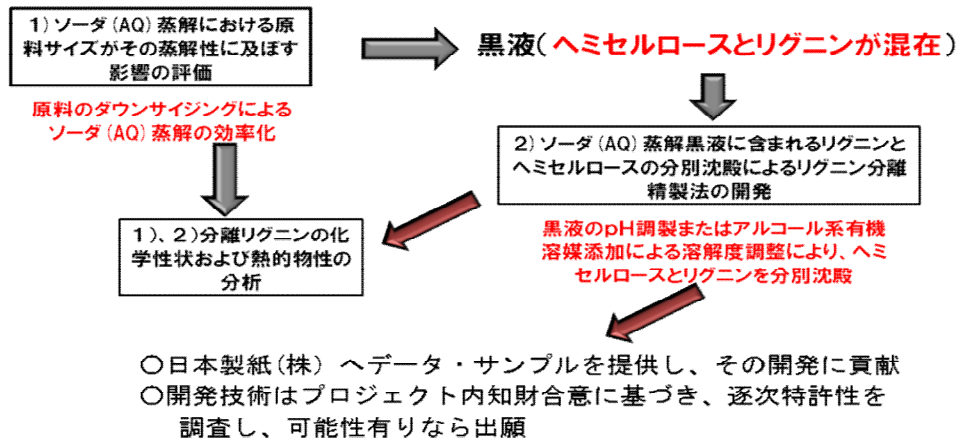 1)ソーダ(AQ)蒸解における原
料サイズがその蒸解性に及ぼす
影響の評価
黒液(ヘミセルロースとリグニンが混在)
原料のダウンサイジングによる
ソーダ(AQ)蒸解の効率化
2)ソーダ(AQ)蒸解黒液に含まれるリグニンと
ヘミセルロースの分別沈殿によるリグニン分離
精製法の開発
1)、2)分離リグニンの化
学性状および熱的物性の
分析
黒液のpH調製またはアルコール系有機
溶媒添加による溶解度調整により、ヘミ
セルロースとリグニンを分別沈殿
○日本製紙(株)へデータ・サンプルを提供し、その開発に貢献
○開発技術はプロジェクト内知財合意に基づき、逐次特許性を
調査し、可能性有りなら出願